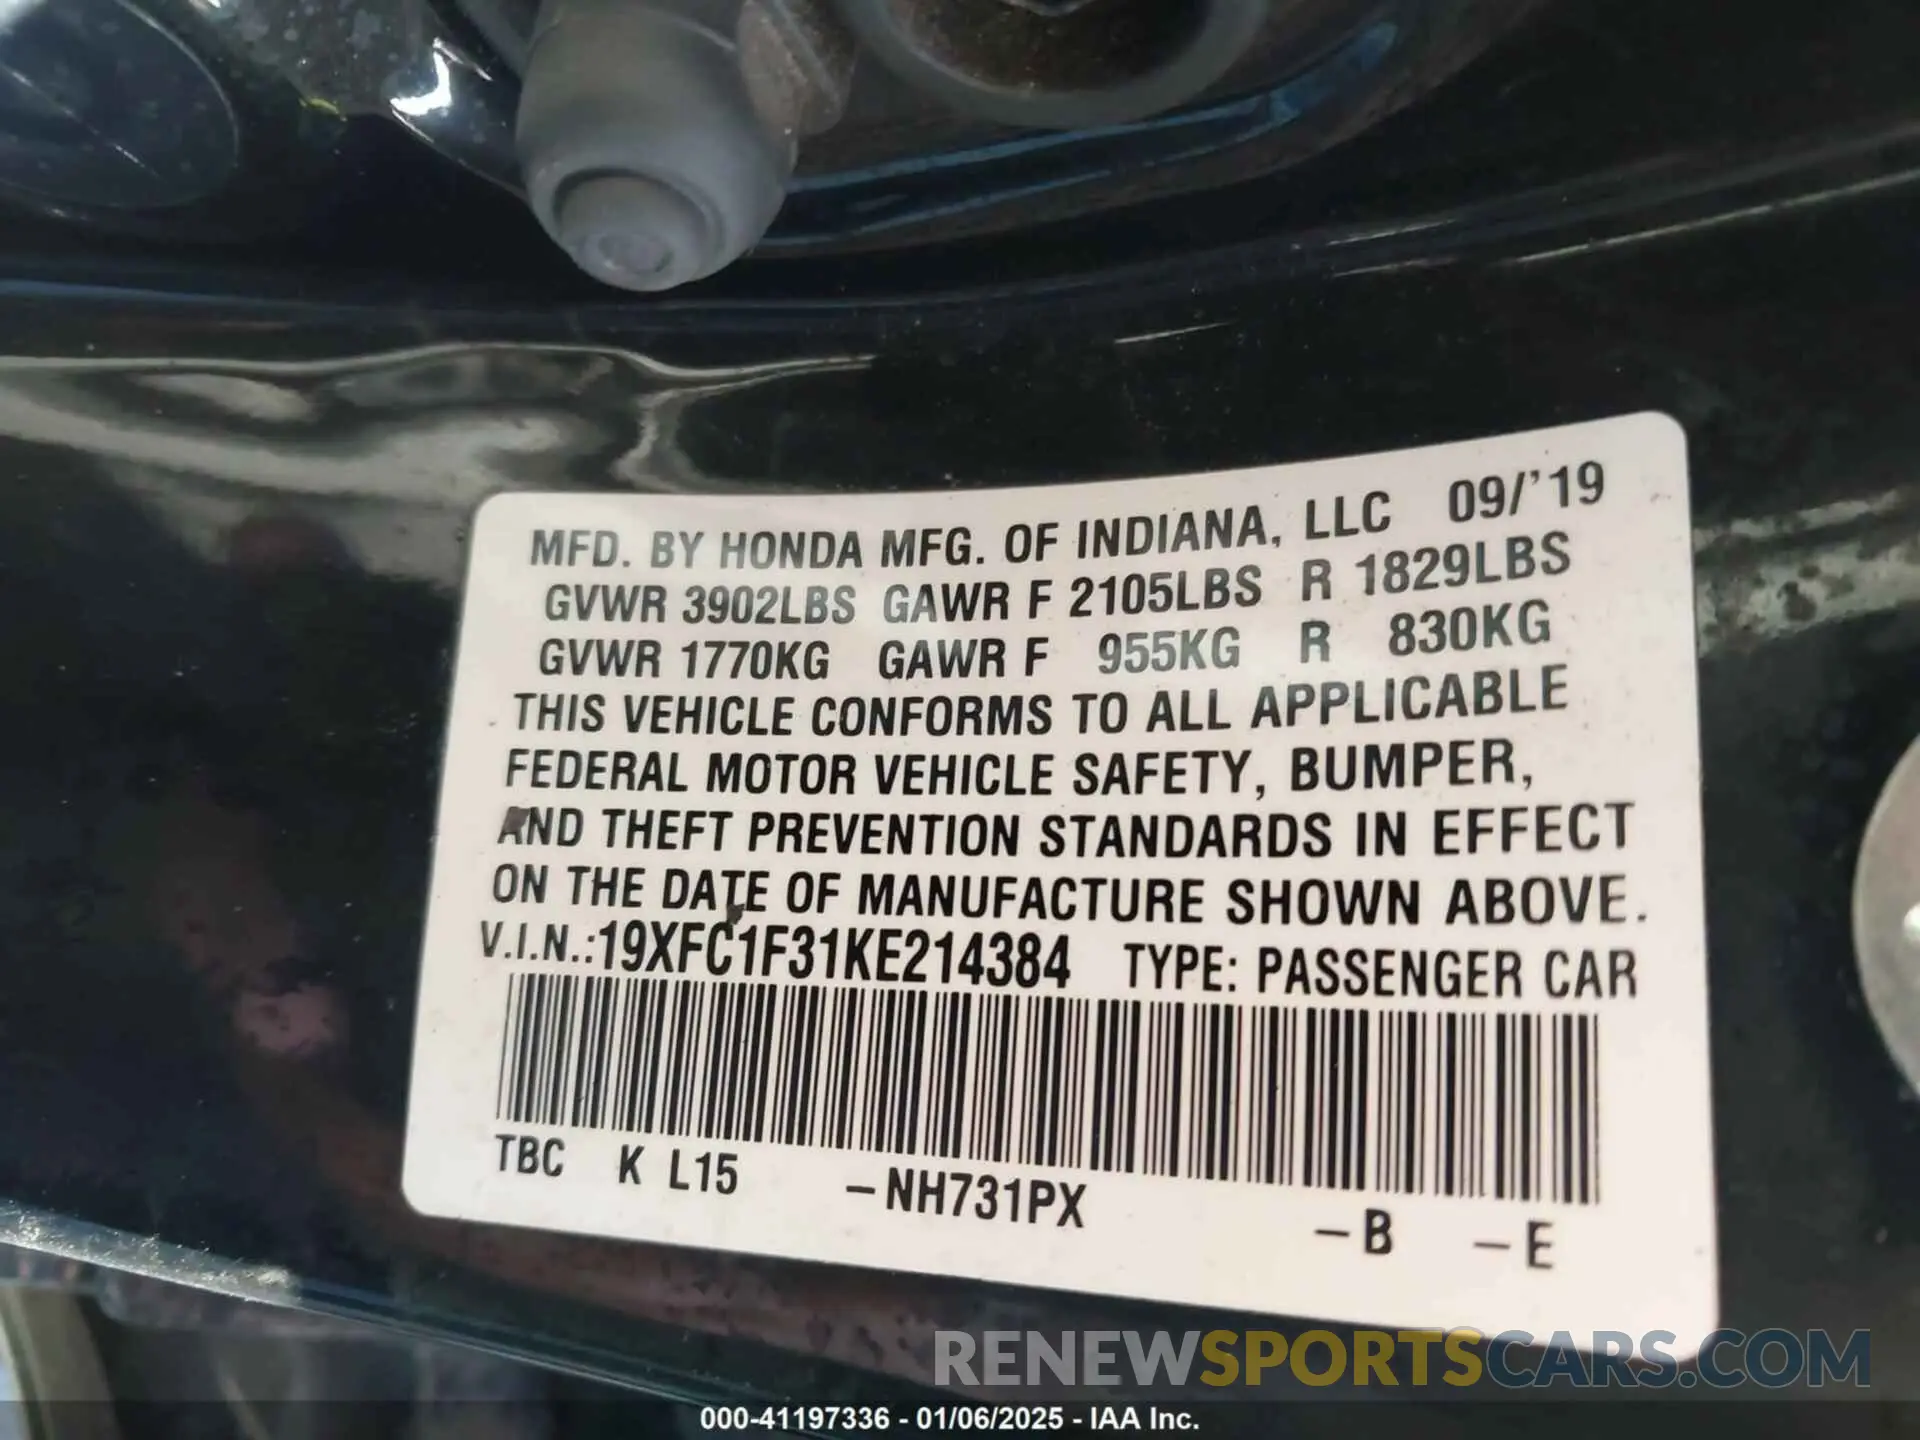 MFD. BY HONDA MFG. OF INDIANA, LLC 09/'19
GVWR 3902LBS GAWR F 2105LBS R 1829LBS
GVWR 1770KG GAWR F 955KG R 830KG
THIS VEHICLE CONFORMS TO ALL APPLICABLE
FEDERAL MOTOR VEHICLE SAFETY, BUMPER,
AND THEFT PREVENTION STANDARDS IN EFFECT
ON THE DATE OF MANUFACTURE SHOWN ABOVE.
V.I.N.:19XFC1F31KE214384 TYPE: PASSENGER CAR
TBC K L15 –NH731PX –B –E
RENEWSPORTSCARS.COM
000-41197336 - 01/06/2025 - IAA Inc.